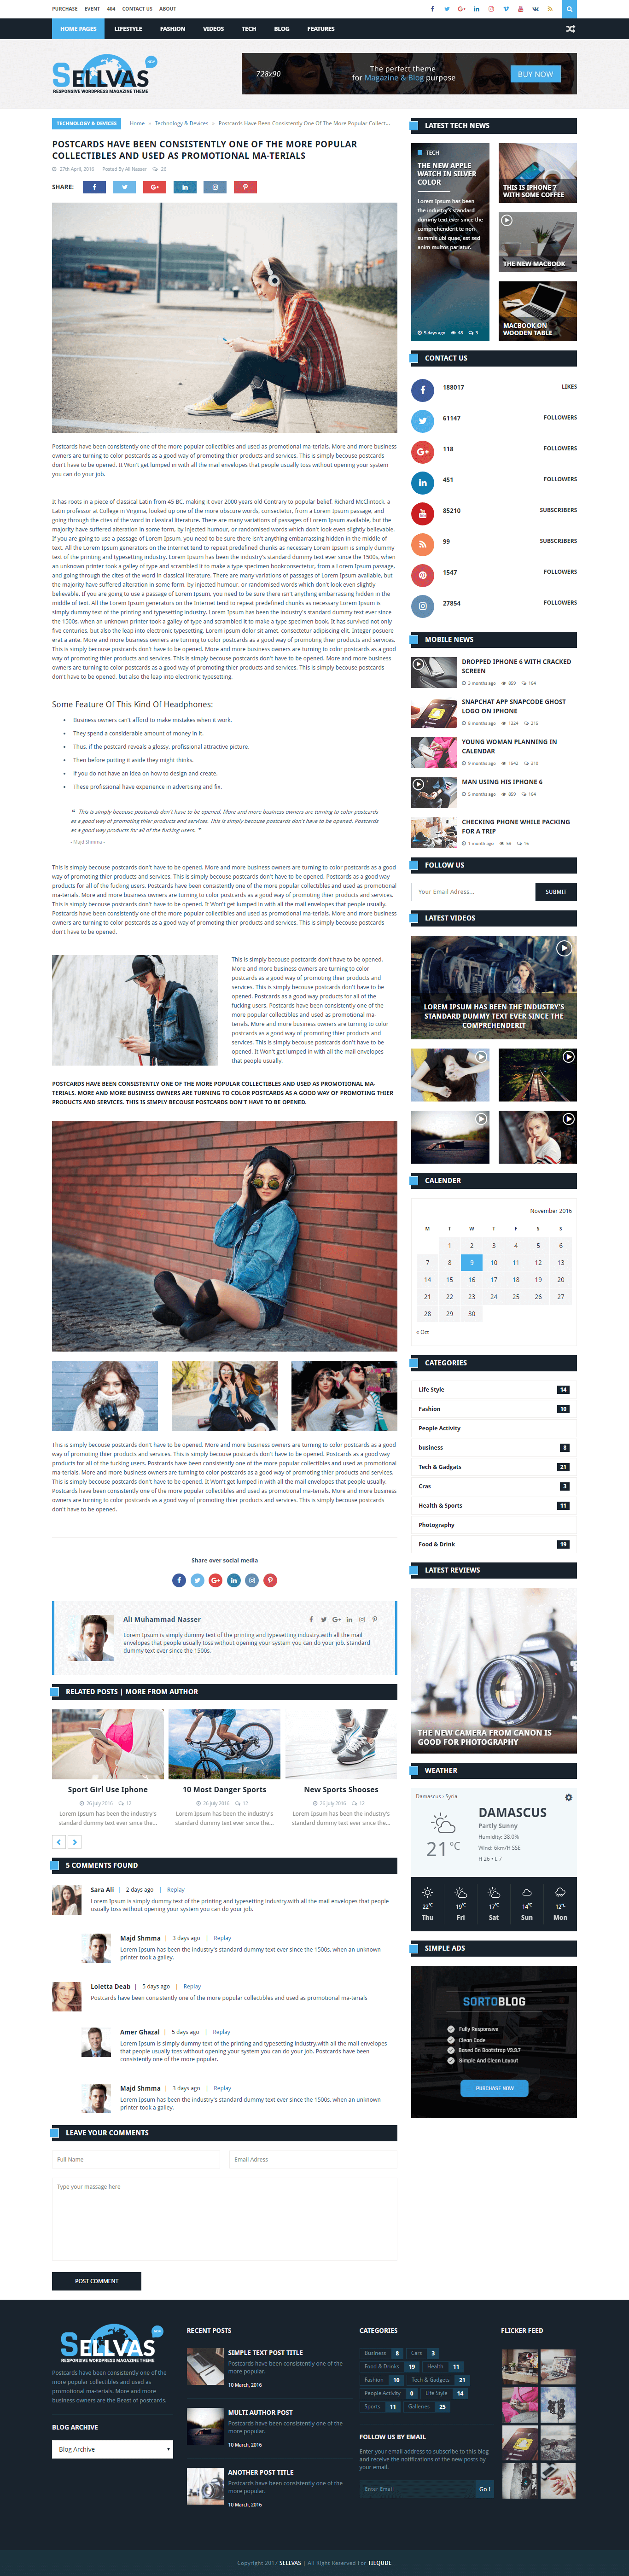 PURCHASE EVENT 404 CONTACT US ABOUT
HOME PAGES LIFESTYLE FASHION VIDEOS TECH BLOG FEATURES
SELLVAS
RESPONSIVE WORDPRESS MAGAZINE THEME
728x90
The perfect theme
for Magazine & Blog purpose
BUY NOW
TECHNOLOGY & DEVICES Home Technology & Devices Postcards Have Been Consistently One Of The More Popular Collect...
POSTCARDS HAVE BEEN CONSISTENTLY ONE OF THE MORE POPULAR
COLLECTIBLES AND USED AS PROMOTIONAL MA-TERIALS
27th April, 2016 Posted By Ali Nasser 26
SHARE:
Postcards have been consistently one of the more popular collectibles and used as promotional ma-terials. More and more business
owners are turning to color postcards as a good way of promoting thier products and services. This is simply becouse postcards
don't have to be opened. It Won't get lumped in with all the mail envelopes that people usually toss without opening your system
you can do your job.
It has roots in a piece of classical Latin from 45 BC, making it over 2000 years old Contrary to popular belief, Richard McClintock, a
Latin professor at College in Virginia, looked up one of the more obscure words, consectetur, from a Lorem Ipsum passage, and
going through the cites of the word in classical literature. There are many variations of passages of Lorem Ipsum available, but the
majority have suffered alteration in some form, by injected humour, or randomised words which don't look even slightly believable.
If you are going to use a passage of Lorem Ipsum, you need to be sure there isn't anything embarrassing hidden in the middle of
text, All the Lorem Ipsum generators on the Internet tend to repeat predefined chunks as necessary Lorem Ipsum is simply dummy
text of the printing and typesetting industry. Lorem Ipsum has been the industry's standard dummy text ever since the 1500s, when
an unknown printer took a galley of type and scrambled it to make a type specimen bookconsectetur, from a Lorem Ipsum passage,
and going through the cites of the word in classical literature. There are many variations of passages of Lorem Ipsum available, but
the majority have suffered alteration in some form, by injected humour, or randomised words which don't look even slightly
believable. If you are going to use a passage of Lorem Ipsum, you need to be sure there isn't anything embarrassing hidden in the
middle of text. All the Lorem Ipsum generators on the Internet tend to repeat predefined chunks as necessary Lorem Ipsum is
simply dummy text of the printing and typesetting industry. Lorem Ipsum has been the industry's standard dummy text ever since
the 1500s, when an unknown printer took a galley of type and scrambled it to make a type specimen book. It has survived not only
five centuries, but also the leap into electronic typesetting. Lorem ipsum dolor sit amet, consectetur adipiscing elit. Integer posuere
erat a ante. More and more business owners are turning to color postcards as a good way of promoting thier products and services.
This is simply becouse postcards don't have to be opened. More and more business owners are turning to color postcards as a good
way of promoting thier products and services. This is simply becouse postcards don't have to be opened. More and more business
owners are turning to color postcards as a good way of promoting thier products and services. This is simply becouse postcards
don't have to be opened, but also the leap into electronic typesetting.
Some Feature Of This Kind Of Headphones:
Business owners can't afford to make mistakes when it work.
They spend a considerable amount of money in it.
Thus, if the postcard reveals a glossy, profissional attractive picture.
Then before putting it aside they might thinks.
If you do not have an idea on how to design and create.
These profissional have experience in advertising and fix.
❝ This is simply becouse postcards don't have to be opened. More and more business owners are turning to color postcards
as a good way of promoting thier products and services. This is simply becouse postcards don't have to be opened. Postcards
as a good way products for all of the fucking users. ❞
- Majd Shmma -
This is simply becouse postcards don't have to be opened. More and more business owners are turning to color postcards as a good
way of promoting thier products and services. This is simply becouse postcards don't have to be opened. Postcards as a good way
products for all of the fucking users. Postcards have been consistently one of the more popular collectibles and used as promotional
ma-terials. More and more business owners are turning to color postcards as a good way of promoting thier products and services.
This is simply becouse postcards don't have to be opened. It Won't get lumped in with all the mail envelopes that people usually.
Postcards have been consistently one of the more popular collectibles and used as promotional ma-terials. More and more business
owners are turning to color postcards as a good way of promoting thier products and services. This is simply becouse postcards
don't have to be opened.
This is simply becouse postcards don't have to be opened.
More and more business owners are turning to color
postcards as a good way of promoting thier products and
services. This is simply becouse postcards don't have to be
opened. Postcards as a good way products for all of the
fucking users. Postcards have been consistently one of the
more popular collectibles and used as promotional ma-
terials. More and more business owners are turning to color
postcards as a good way of promoting thier products and
services. This is simply becouse postcards don't have to be
opened. It Won't get lumped in with all the mail envelopes
that people usually.
POSTCARDS HAVE BEEN CONSISTENTLY ONE OF THE MORE POPULAR COLLECTIBLES AND USED AS PROMOTIONAL MA-
TERIALS. MORE AND MORE BUSINESS OWNERS ARE TURNING TO COLOR POSTCARDS AS A GOOD WAY OF PROMOTING THIER
PRODUCTS AND SERVICES. THIS IS SIMPLY BECOUSE POSTCARDS DON'T HAVE TO BE OPENED.
This is simply becouse postcards don't have to be opened. More and more business owners are turning to color postcards as a good
way of promoting thier products and services. This is simply becouse postcards don't have to be opened. Postcards as a good way
products for all of the fucking users. Postcards have been consistently one of the more popular collectibles and used as promotional
ma-terials. More and more business owners are turning to color postcards as a good way of promoting thier products and services.
This is simply becouse postcards don't have to be opened. It Won't get lumped in with all the mail envelopes that people usually.
Postcards have been consistently one of the more popular collectibles and used as promotional ma-terials. More and more business
owners are turning to color postcards as a good way of promoting thier products and services. This is simply becouse postcards
don't have to be opened.
Share over social media
Ali Muhammad Nasser
Lorem Ipsum is simply dummy text of the printing and typesetting industry.with all the mail
envelopes that people usually toss without opening your system you can do your job. standard
dummy text ever since the 1500s.
RELATED POSTS | MORE FROM AUTHOR
Sport Girl Use Iphone
26 July 2016 12
Lorem Ipsum has been the industry's
standard dummy text ever since the...
10 Most Danger Sports
26 July 2016 12
Lorem Ipsum has been the industry's
standard dummy text ever since the...
New Sports Shooses
26 July 2016 12
Lorem Ipsum has been the industry's
standard dummy text ever since the...
5 COMMENTS FOUND
Sara Ali | 2 days ago | Replay
Lorem Ipsum is simply dummy text of the printing and typesetting industry.with all the mail envelopes that people
usually toss without opening your system you can do your job.
Majd Shmma | 3 days ago | Replay
Lorem Ipsum has been the industry's standard dummy text ever since the 1500s, when an unknown
printer took a galley.
Loletta Deab | 5 days ago | Replay
Postcards have been consistently one of the more popular collectibles and used as promotional ma-terials
Amer Ghazal | 5 days ago | Replay
Lorem Ipsum is simply dummy text of the printing and typesetting industry.with all the mail envelopes
that people usually toss without opening your system you can do your job. Postcards have been
consistently one of the more popular.
Majd Shmma | 3 days ago | Replay
Lorem Ipsum has been the industry's standard dummy text ever since the 1500s, when an unknown
printer took a galley.
LEAVE YOUR COMMENTS
Full Name
Email Adress
Type your massage here
POST COMMENT
LATEST TECH NEWS
TECH
THE NEW APPLE
WATCH IN SILVER
COLOR
Lorem Ipsum has been
the industry's standard
dummy text ever since the
comprehenderit te non
summis ubi quae, est sed
anim multos pariatur.
5 days ago 48 3
THIS IS IPHONE 7
WITH SOME COFFEE
THE NEW MACBOOK
MACBOOK ON
WOODEN TABLE
CONTACT US
188017 LIKES
61147 FOLLOWERS
118 FOLLOWERS
451 FOLLOWERS
85210 SUBSCRIBERS
99 SUBSCRIBERS
1547 FOLLOWERS
27854 FOLLOWERS
MOBILE NEWS
DROPPED IPHONE 6 WITH CRACKED
SCREEN
3 months ago 859 164
SNAPCHAT APP SNAPCODE GHOST
LOGO ON IPHONE
8 months ago 1324 215
YOUNG WOMAN PLANNING IN
CALENDAR
9 months ago 1542 310
MAN USING HIS IPHONE 6
6 months ago 859 164
CHECKING PHONE WHILE PACKING
FOR A TRIP
1 month ago 59 16
FOLLOW US
Your Email Adress... SUBMIT
LATEST VIDEOS
LOREM IPSUM HAS BEEN THE INDUSTRY'S
STANDARD DUMMY TEXT EVER SINCE THE
COMPREHENDERIT
CALENDER
November 2016
M T W T F S S
1 2 3 4 5 6
7 8 9 10 11 12 13
14 15 16 17 18 19 20
21 22 23 24 25 26 27
28 29 30
« Oct
CATEGORIES
Life Style 14
Fashion 10
People Activity
business 8
Tech & Gadgats 21
Cras 3
Health & Sports 11
Photography
Food & Drink 19
LATEST REVIEWS
THE NEW CAMERA FROM CANON IS
GOOD FOR PHOTOGRAPHY
WEATHER
Damascus › Syria
21 °C
DAMASCUS
Partly Sunny
Humidity: 38.0%
Wind: 6km/H SSE
H 26 • L 7
22°C 19°C 17°C 14°C 12°C
Thu Fri Sat Sun Mon
SIMPLE ADS
SORTOBLOG
Fully Responsive
Clean Code
Based On Bootstrap V3.3.7
Simple And Clean Layout
PURCHASE NOW
SELLVAS
RESPONSIVE WORDPRESS MAGAZINE THEME
Postcards have been consistently one of the
more popular collectibles and used as
promotional ma-terials. More and more
business owners are the Beast of postcards.
BLOG ARCHIVE
Blog Archive
RECENT POSTS
SIMPLE TEXT POST TITLE
Postcards have been consistently one of the
more popular.
10 March, 2016
MULTI AUTHOR POST
Postcards have been consistently one of the
more popular.
10 March, 2016
ANOTHER POST TITLE
Postcards have been consistently one of the
more popular.
10 March, 2016
CATEGORIES
Business 8 Cars 3
Food & Drinks 19 Health 11
Fashion 10 Tech & Gadgets 21
People Activity 0 Life Style 14
Sports 11 Galleries 25
FOLLOW US BY EMAIL
Enter your email address to subscribe to this blog
and receive the notifications of the new posts by
your email.
Enter Email Go !
FLICKER FEED
Copyright 2017 SELLVAS | All Right Reserved For TIEQUDE